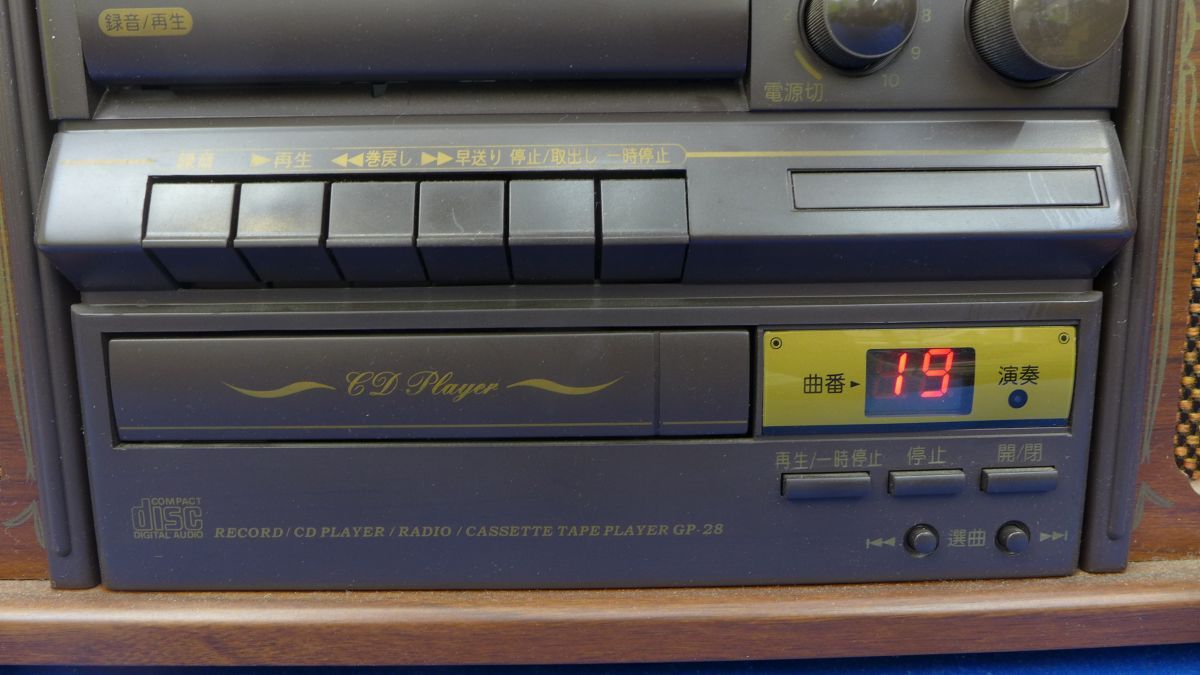 録音/再生
2 8
9
10
電源切
録音 ▶再生 ◀◀巻戻し ▶▶早送り 停止/取出し 一時停止
CD Player
曲番▶ 19 演奏
再生/一時停止 停止 開/閉
COMPACT
disc
DIGITAL AUDIO
RECORD / CD PLAYER / RADIO / CASSETTE TAPE PLAYER GP-28
|◀◀ 選曲 ▶▶|